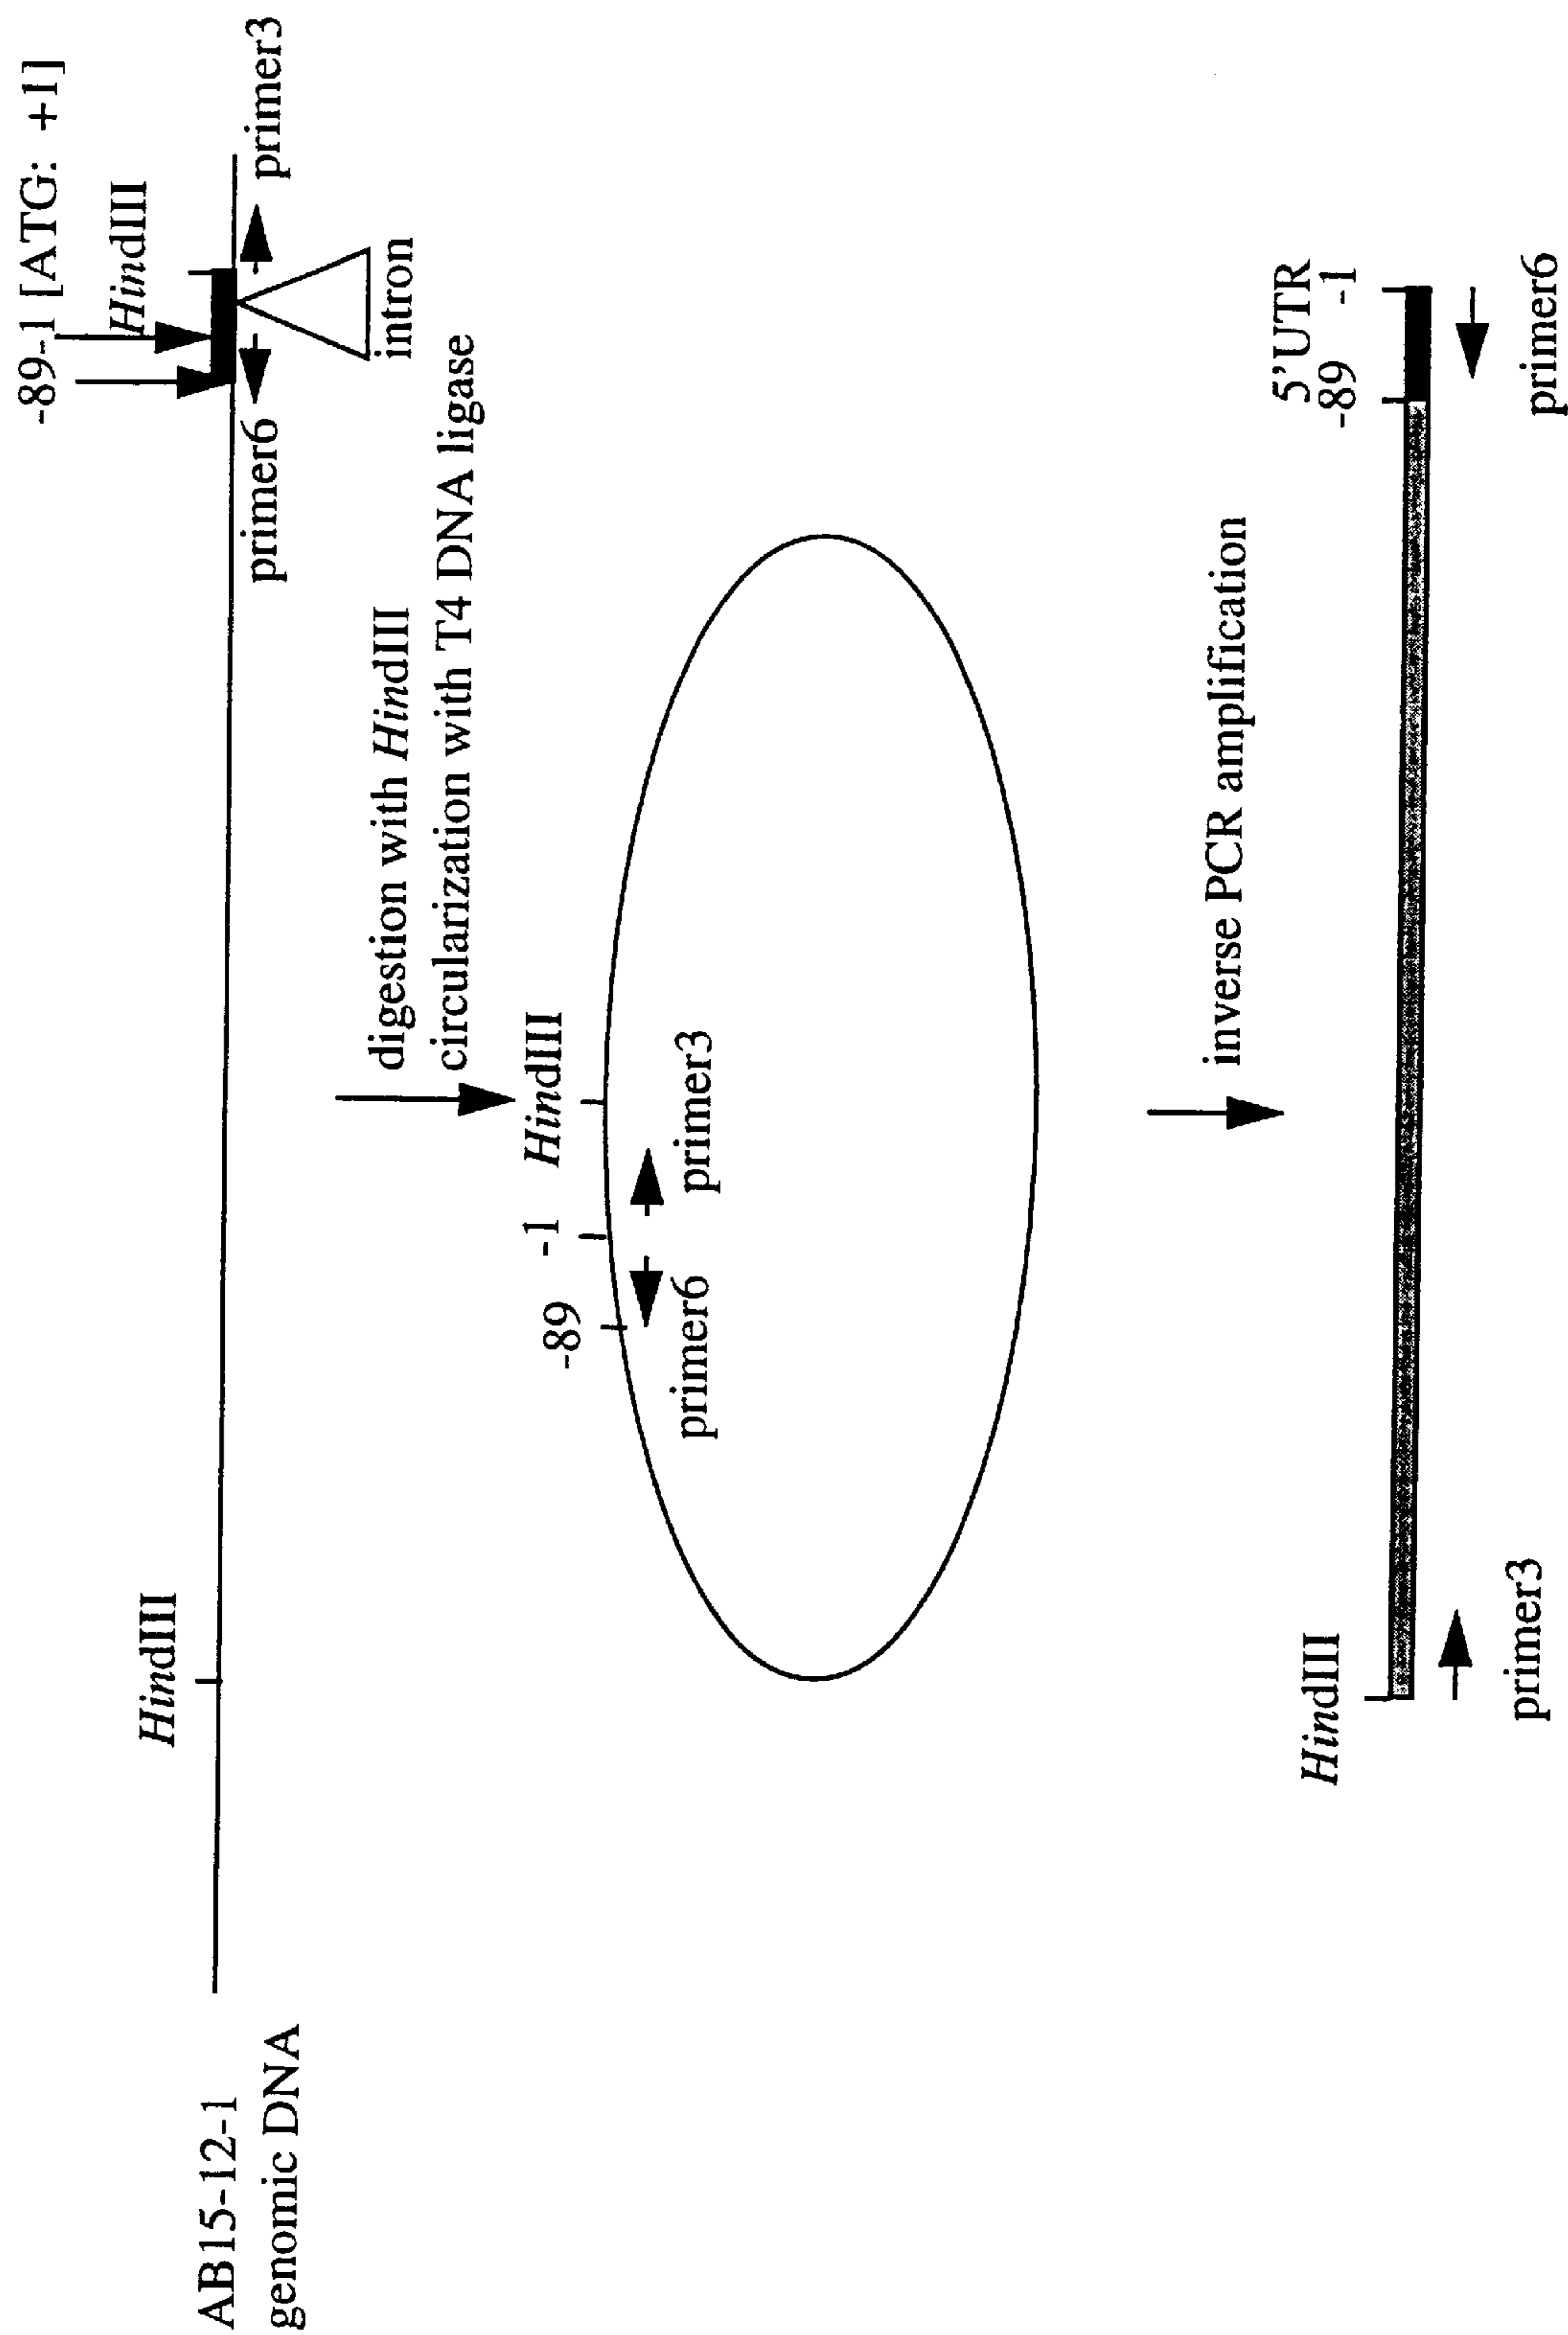 -89-1 [ATG: +1]
HindIII
HindIII
AB15-12-1
genomic DNA
primer6
primer3
intron
digestion with HindIII
circularization with T4 DNA ligase
-89
-1
HindIII
primer6
primer3
inverse PCR amplification
HindIII
5'UTR
-89
-1
primer3
primer6